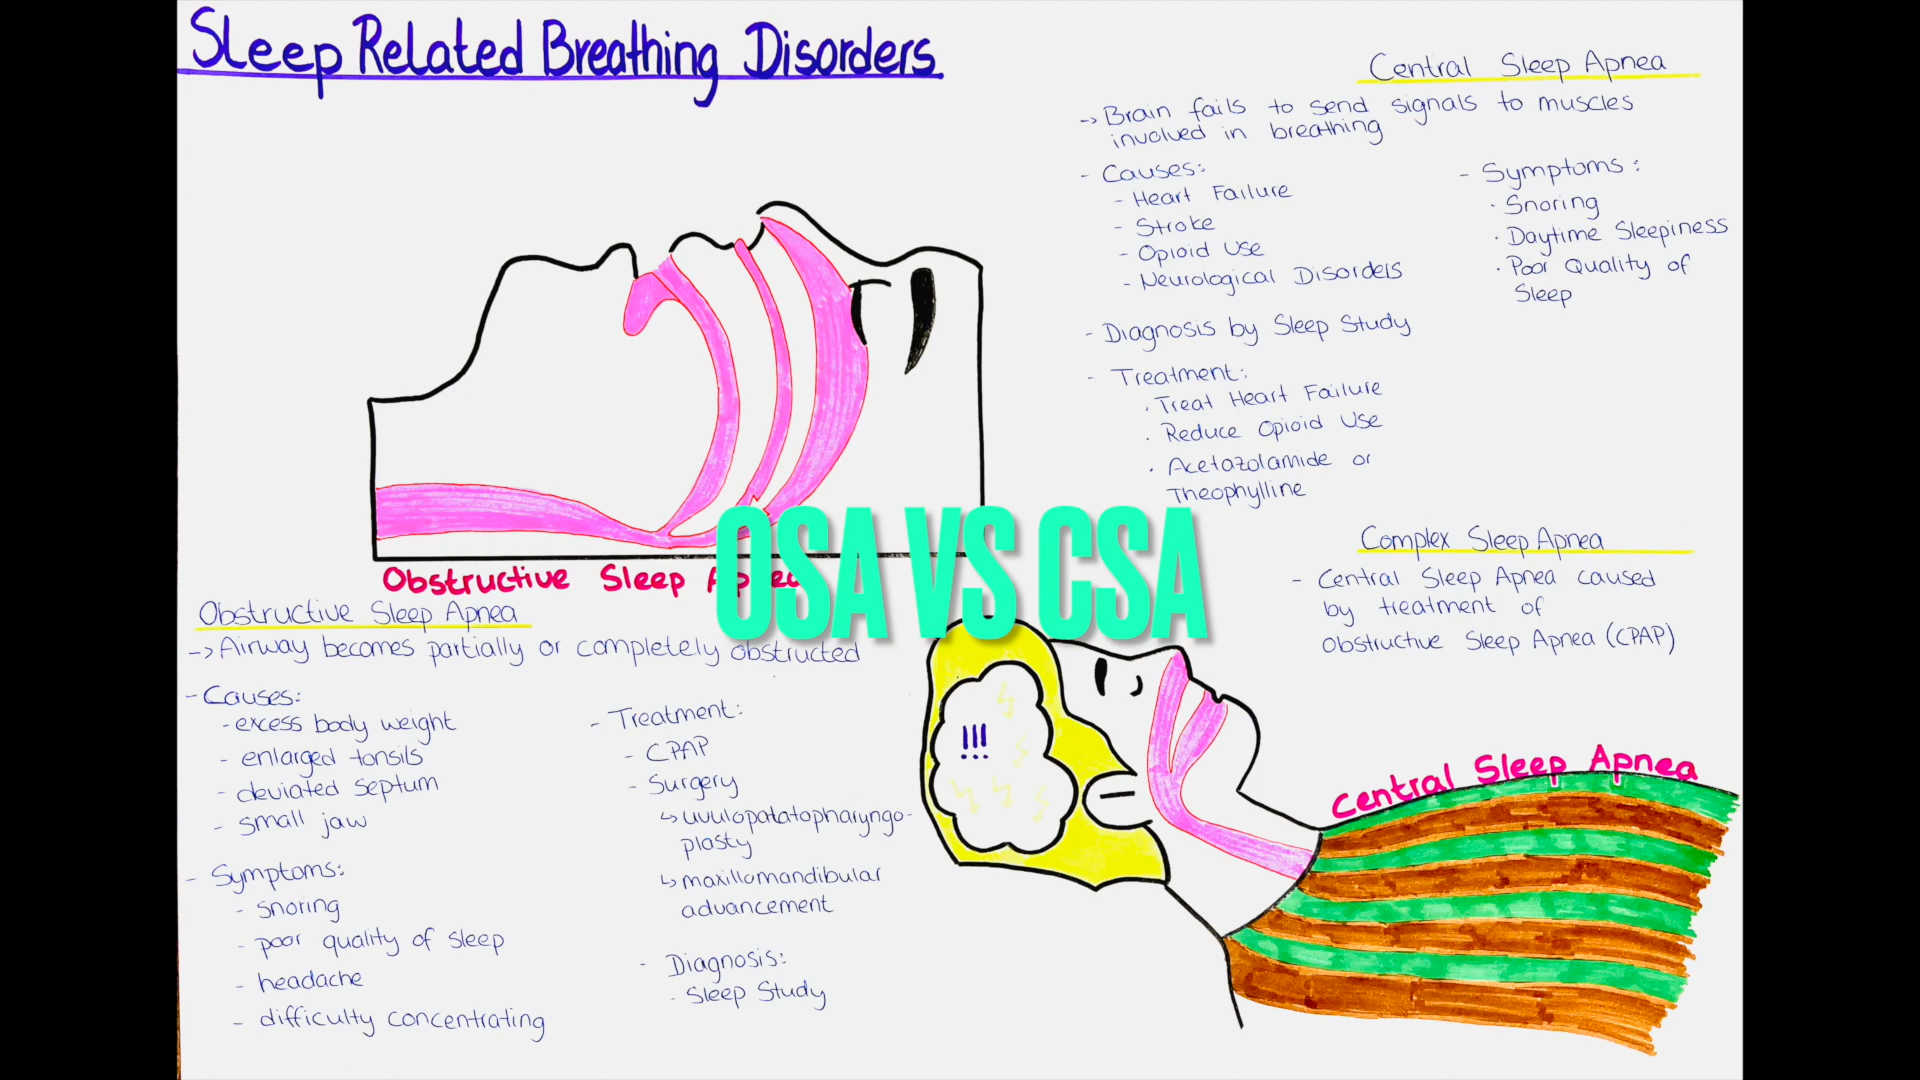 Sleep Related Breathing Disorders
Obstructive Sleep Apnea
OSA VS CSA
Obstructive Sleep Apnea
-> Airway becomes partially or completely obstructed
- Causes:
- excess body weight
- enlarged tonsils
- deviated septum
- small jaw
- Symptoms:
- snoring
- poor quality of sleep
- headache
- difficulty concentrating
- Treatment:
- CPAP
- Surgery
↳ uvulopalatopharyngo-
plasty
↳ maxillomandibular
advancement
- Diagnosis:
- Sleep Study
Central Sleep Apnea
-> Brain fails to send signals to muscles
involved in breathing
- Causes:
- Heart Failure
- Stroke
- Opioid Use
- Neurological Disorders
- Symptoms:
· Snoring
· Daytime Sleepiness
· Poor Quality of
Sleep
- Diagnosis by Sleep Study
- Treatment:
· Treat Heart Failure
· Reduce Opioid Use
· Acetazolamide or
Theophylline
Complex Sleep Apnea
- Central Sleep Apnea caused
by treatment of
Obstructive Sleep Apnea (CPAP)
!!!
Central Sleep Apnea